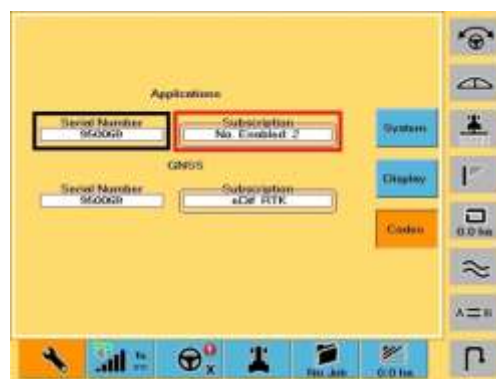 Applications
Serial Number
Subscription
950069
No. Enabled: 2
System
GNSS
Display
Serial Number
Subscription
950069
eDif RTK
Codes
0.0 ha
A = B
X
No Job
0.0 ha